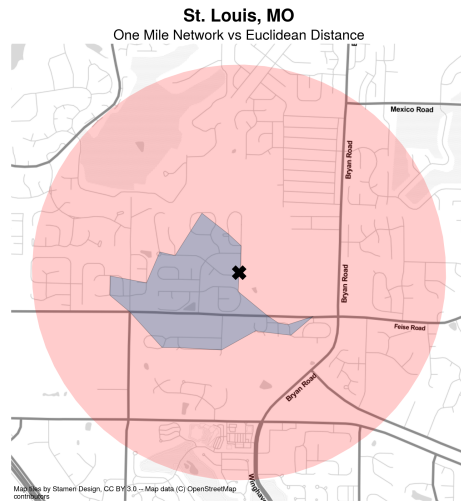 St. Louis, MO
One Mile Network vs Euclidean Distance
Mexico Road
Bryan Road
Bryan Road
Feise Road
Bryan Road
Map tiles by Stamen Design, CC BY 3.0 -- Map data (C) OpenStreetMap
contributors